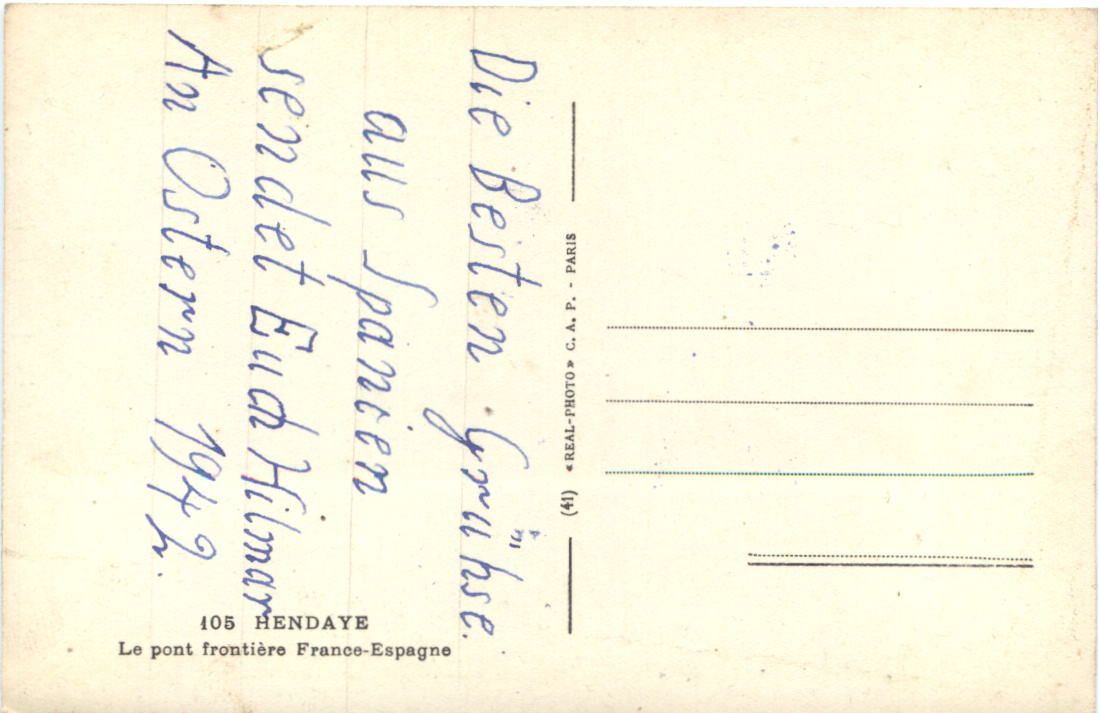 Die Besten Grühse.
aus Spanien
sendet Euch Hilmar
An Ostern 1942.
105 HENDAYE
Le pont frontière France-Espagne
(41) «REAL-PHOTO» C. A. P. - PARIS